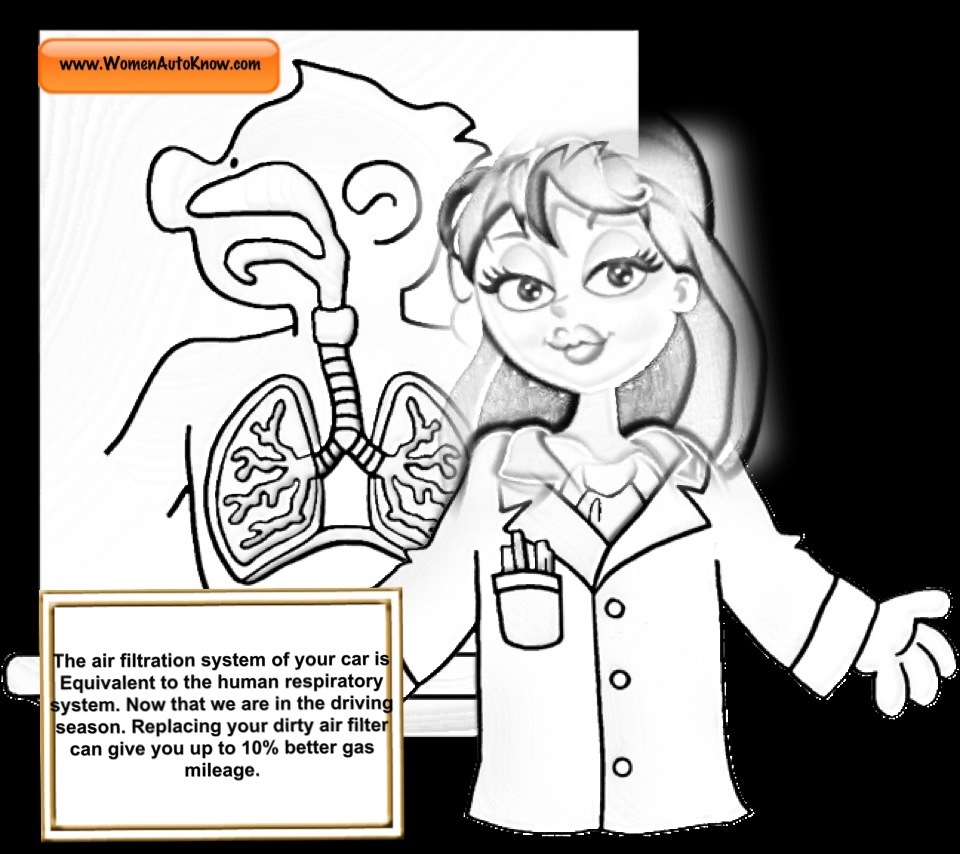 www.WomenAutoKnow.com
The air filtration system of your car is
Equivalent to the human respiratory
system. Now that we are in the driving
season. Replacing your dirty air filter
can give you up to 10% better gas
mileage.